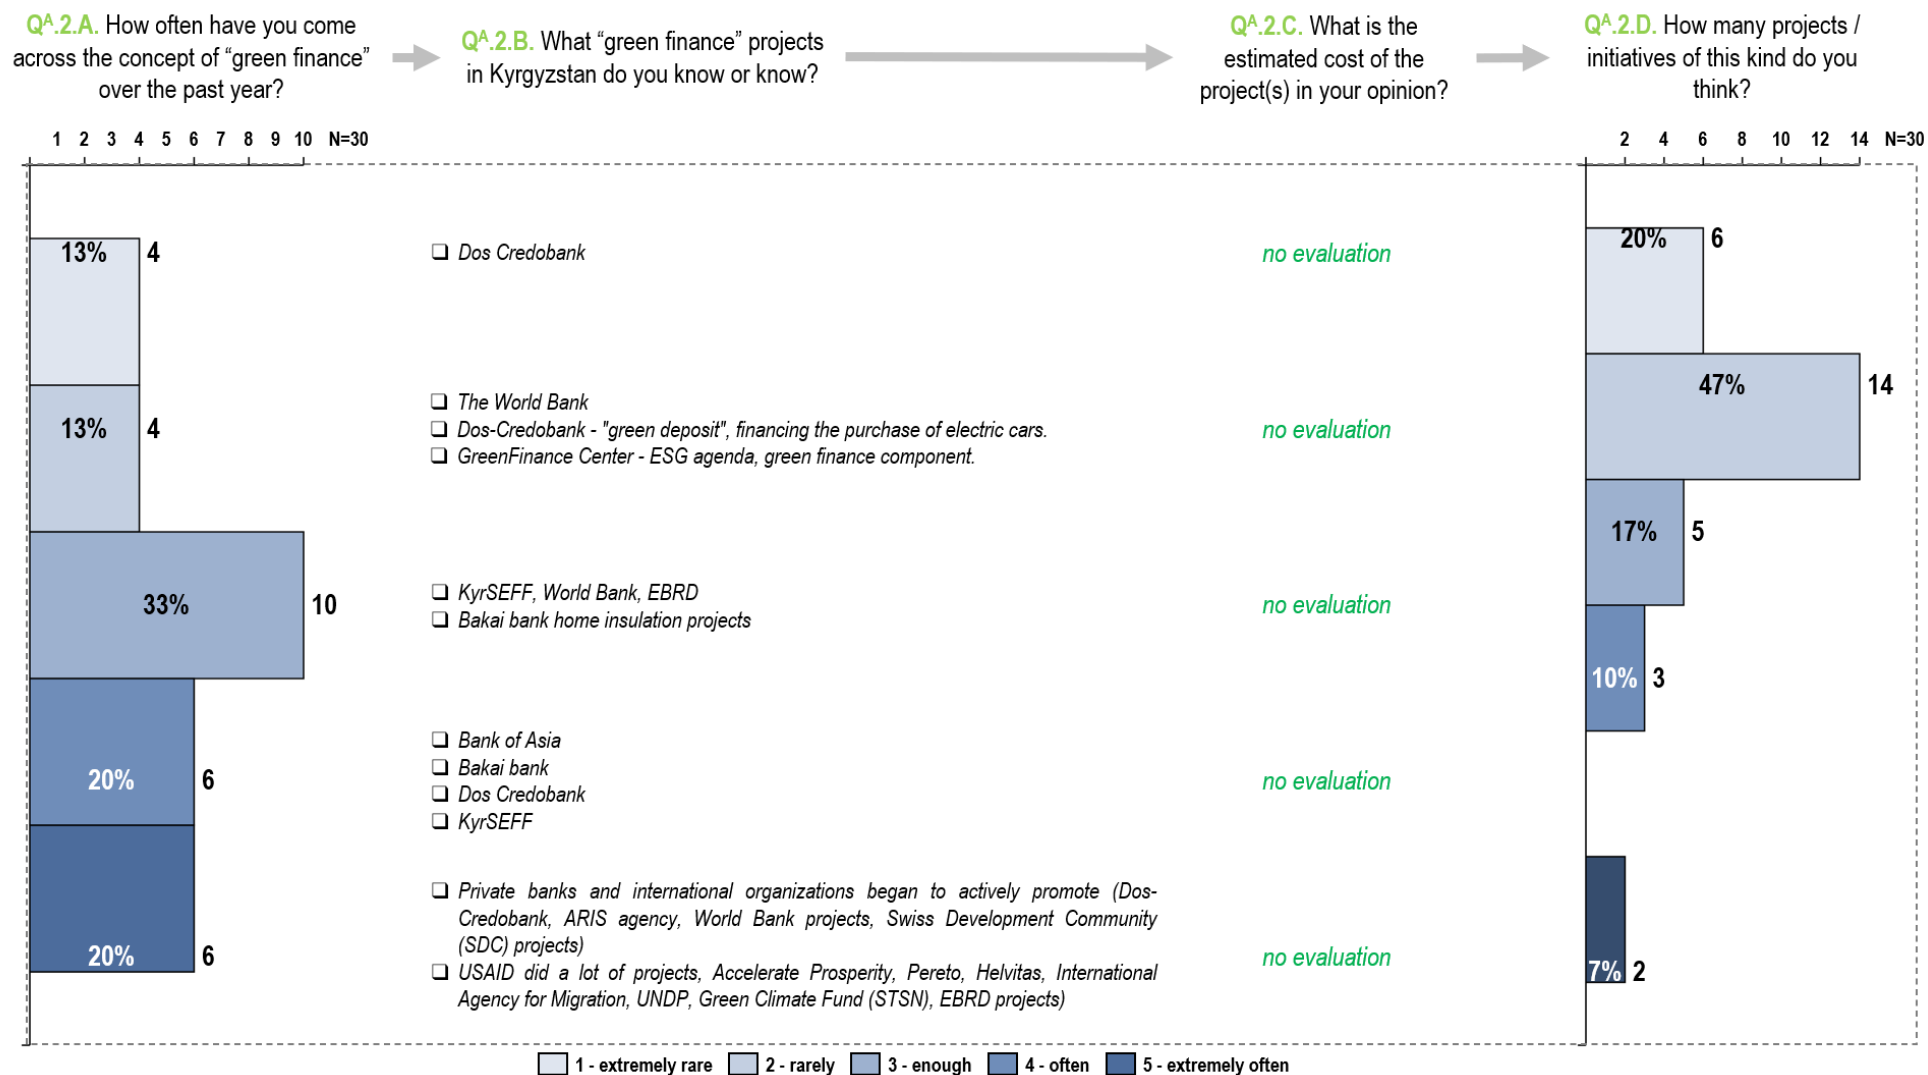 Qᴬ.2.A. How often have you come
across the concept of “green finance”
over the past year?
Qᴬ.2.B. What “green finance” projects
in Kyrgyzstan do you know or know?
Qᴬ.2.C. What is the
estimated cost of the
project(s) in your opinion?
Qᴬ.2.D. How many projects /
initiatives of this kind do you
think?
1 2 3 4 5 6 7 8 9 10 N=30
2 4 6 8 10 12 14 N=30
13% 4
❑ Dos Credobank
no evaluation
20% 6
13% 4
❑ The World Bank
❑ Dos-Credobank - "green deposit", financing the purchase of electric cars.
❑ GreenFinance Center - ESG agenda, green finance component.
no evaluation
47% 14
33% 10
❑ KyrSEFF, World Bank, EBRD
❑ Bakai bank home insulation projects
no evaluation
17% 5
20% 6
❑ Bank of Asia
❑ Bakai bank
❑ Dos Credobank
❑ KyrSEFF
no evaluation
10% 3
20% 6
❑ Private banks and international organizations began to actively promote (Dos-
Credobank, ARIS agency, World Bank projects, Swiss Development Community
(SDC) projects)
❑ USAID did a lot of projects, Accelerate Prosperity, Pereto, Helvitas, International
Agency for Migration, UNDP, Green Climate Fund (STSN), EBRD projects)
no evaluation
7% 2
1 - extremely rare 2 - rarely 3 - enough 4 - often 5 - extremely often